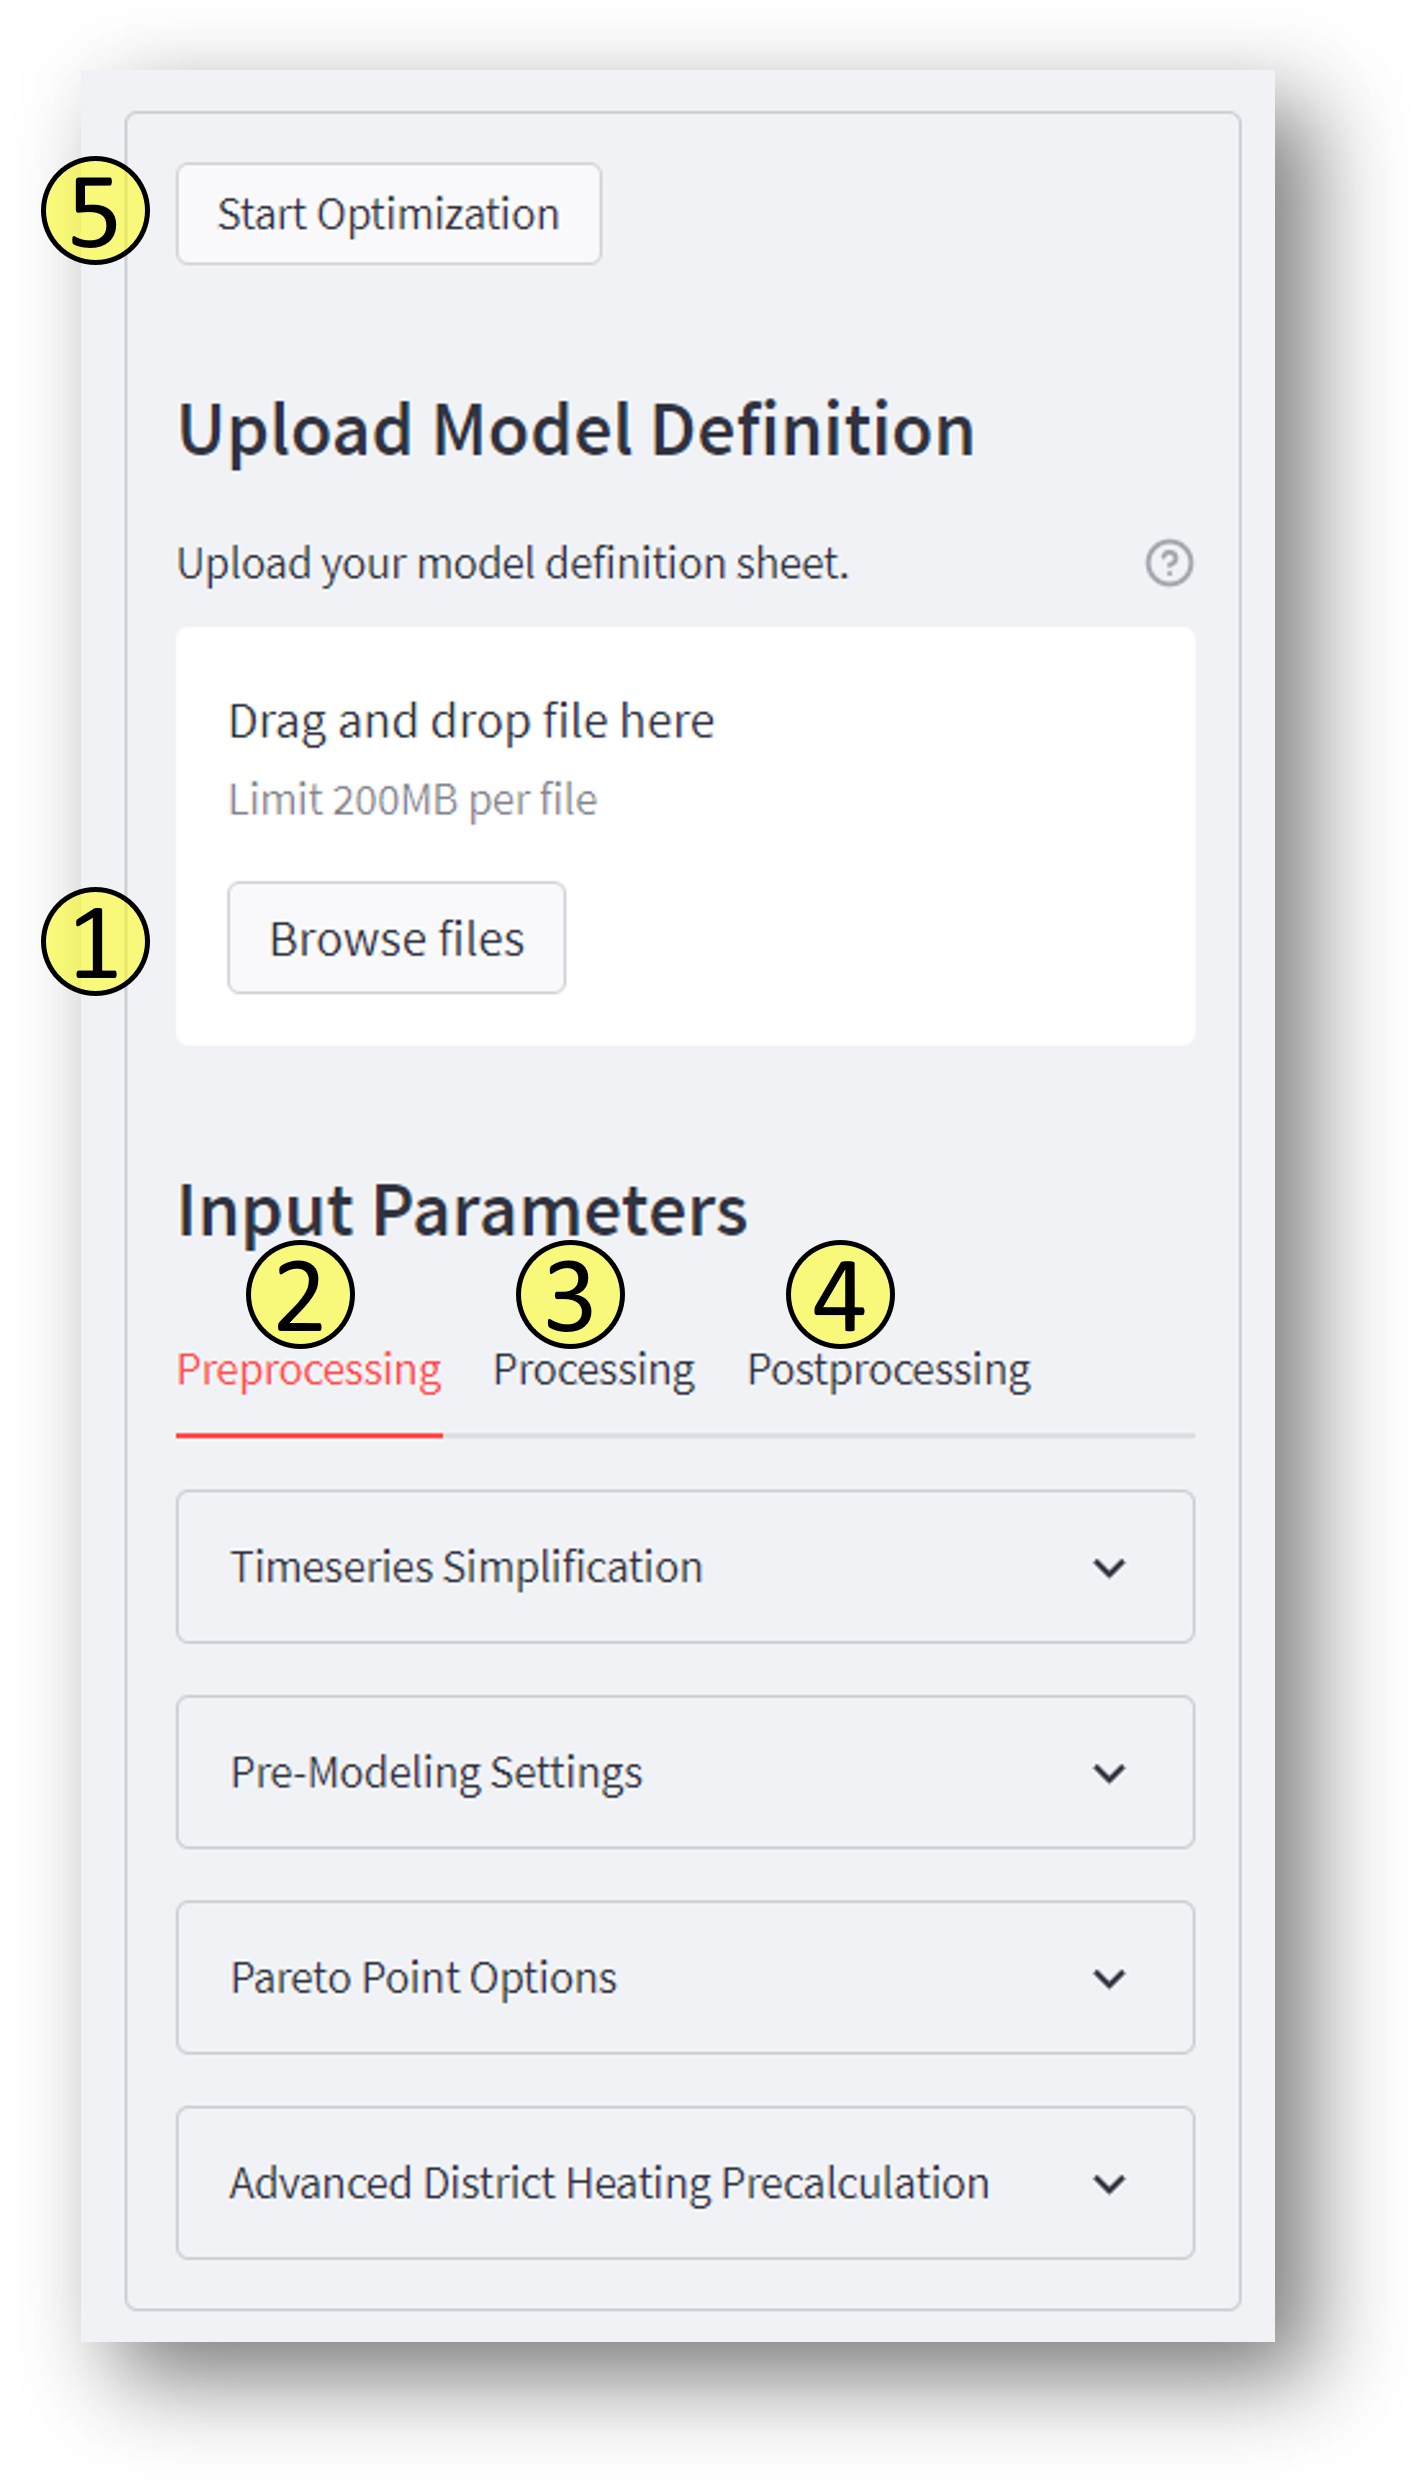 5 Start Optimization
Upload Model Definition
Upload your model definition sheet. ?
Drag and drop file here
Limit 200MB per file
1 Browse files
Input Parameters
2 3 4
Preprocessing Processing Postprocessing
Timeseries Simplification
Pre-Modeling Settings
Pareto Point Options
Advanced District Heating Precalculation